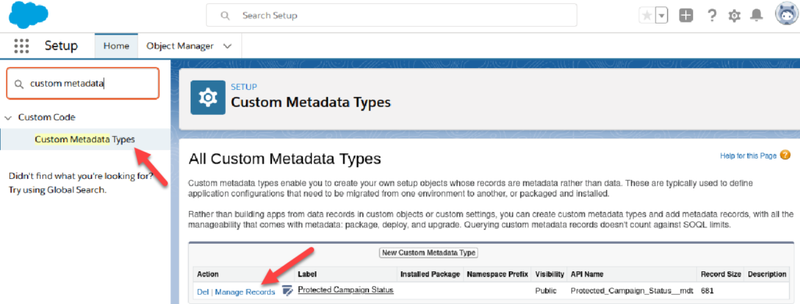 Search Setup
Setup Home Object Manager
custom metadata
Custom Code
Custom Metadata Types
Didn't find what you're looking for?
Try using Global Search.
SETUP
Custom Metadata Types
All Custom Metadata Types
Help for this Page
Custom metadata types enable you to create your own setup objects whose records are metadata rather than data. These are typically used to define
application configurations that need to be migrated from one environment to another, or packaged and installed.
Rather than building apps from data records in custom objects or custom settings, you can create custom metadata types and add metadata records, with all the
manageability that comes with metadata: package, deploy, and upgrade. Querying custom metadata records doesn't count against SOQL limits.
New Custom Metadata Type
Action Label Installed Package Namespace Prefix Visibility API Name Record Size Description
Del | Manage Records Protected Campaign Status Public Protected_Campaign_Status__mdt 681